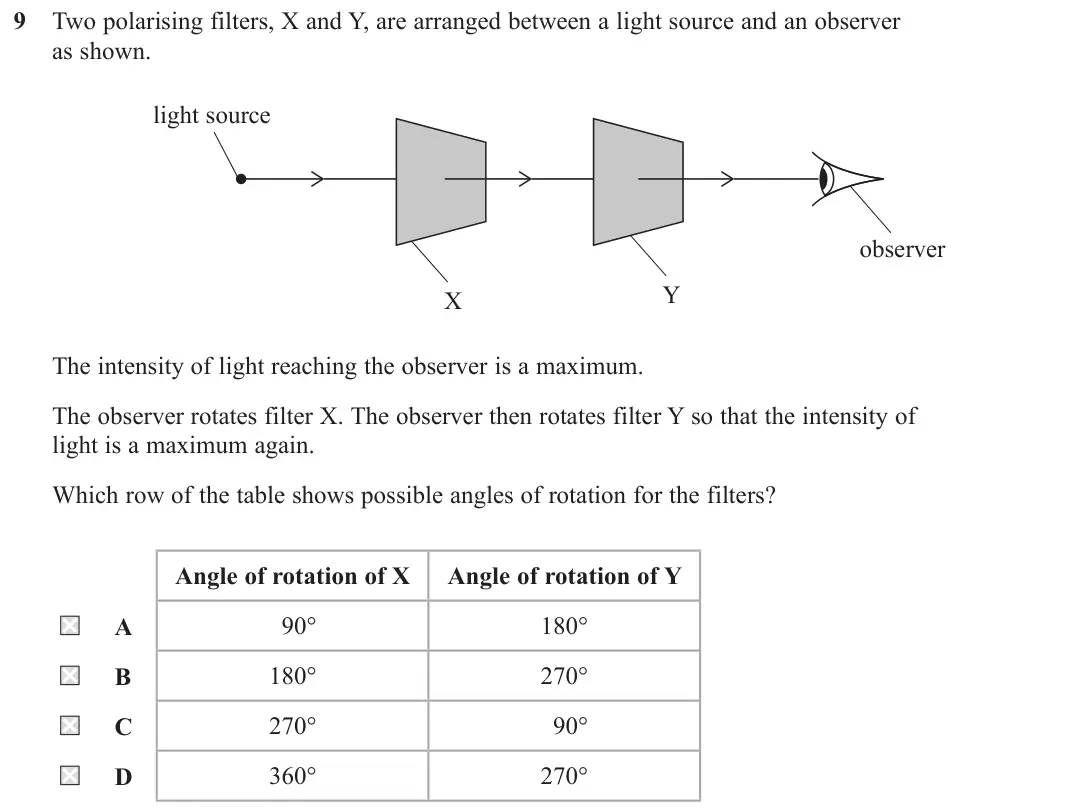 9 Two polarising filters, X and Y, are arranged between a light source and an observer
as shown.
light source
observer
X
Y
The intensity of light reaching the observer is a maximum.
The observer rotates filter X. The observer then rotates filter Y so that the intensity of
light is a maximum again.
Which row of the table shows possible angles of rotation for the filters?
Angle of rotation of X Angle of rotation of Y
A 90° 180°
B 180° 270°
C 270° 90°
D 360° 270°